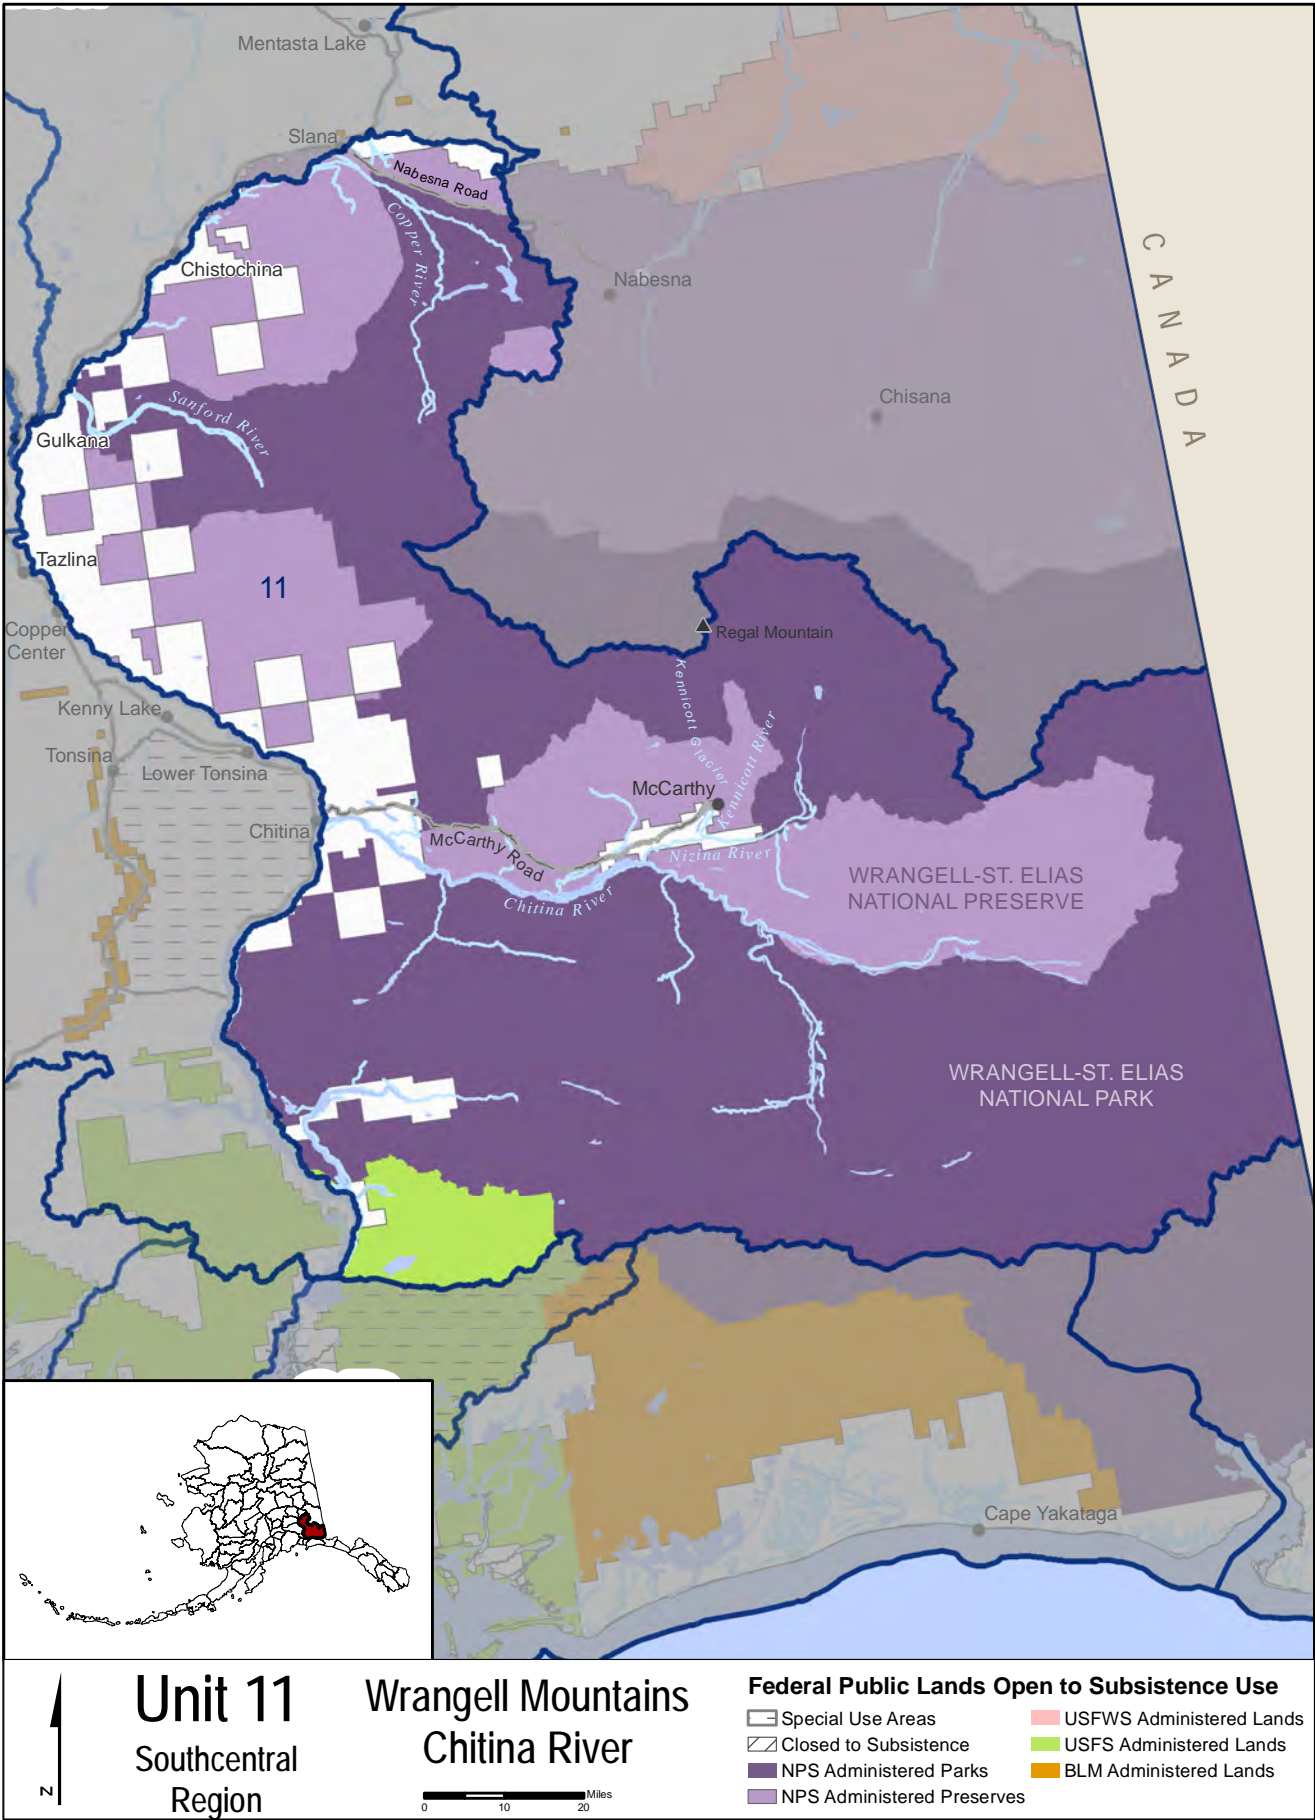 Mentasta Lake
Slana
Nabesna Road
Copper River
CANADA
Chistochina
Nabesna
Sanford River
Chisana
Gulkana
Tazlina
11
Copper
Center
Regal Mountain
Kennicott Glacier
Kennicott River
Kenny Lake
Tonsina
Lower Tonsina
McCarthy
Chitina
McCarthy Road
Nizina River
Chitina River
WRANGELL-ST. ELIAS
NATIONAL PRESERVE
WRANGELL-ST. ELIAS
NATIONAL PARK
Cape Yakataga
N
Unit 11
Southcentral
Region
Wrangell Mountains
Chitina River
Miles
0 10 20
Federal Public Lands Open to Subsistence Use
Special Use Areas
Closed to Subsistence
NPS Administered Parks
NPS Administered Preserves
USFWS Administered Lands
USFS Administered Lands
BLM Administered Lands